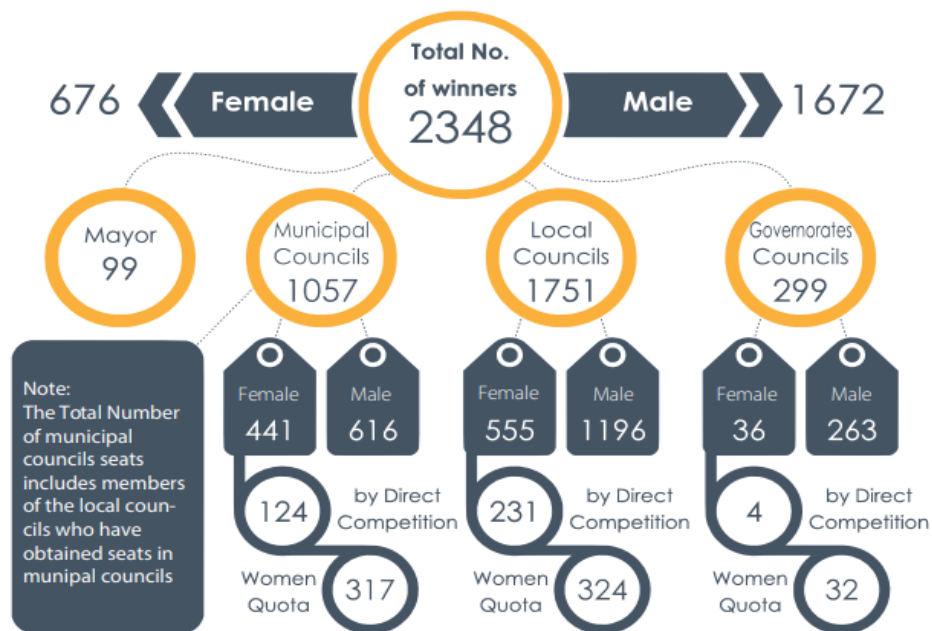 Total No.
of winners
2348
676
Female
Male
1672
Mayor
99
Municipal
Councils
1057
Local
Councils
1751
Governorates
Councils
299
Note:
The Total Number
of municipal
councils seats
includes members
of the local coun-
cils who have
obtained seats in
munipal councils
Female
441
Male
616
124
by Direct
Competition
Women
Quota
317
Female
555
Male
1196
231
by Direct
Competition
Women
Quota
324
Female
36
Male
263
4
by Direct
Competition
Women
Quota
32